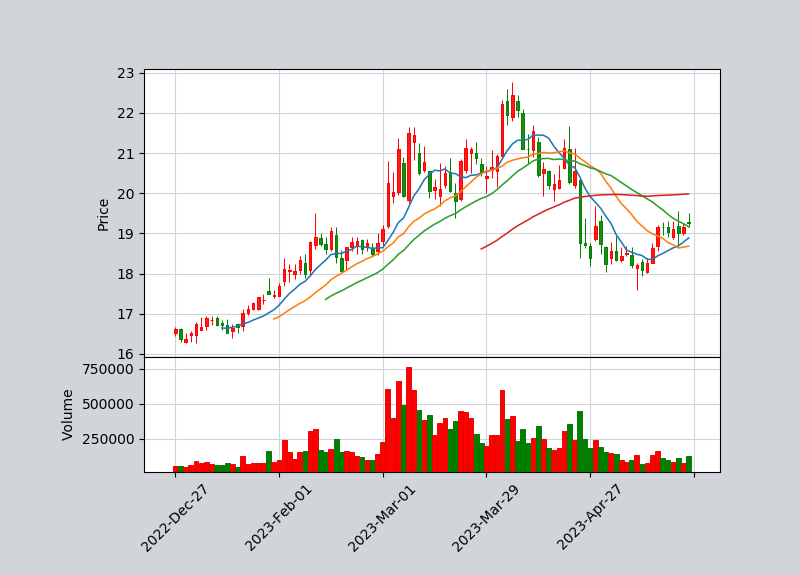 23
22
21
20
19
18
17
16
Price
750000
500000
250000
Volume
2022-Dec-27
2023-Feb-01
2023-Mar-01
2023-Mar-29
2023-Apr-27